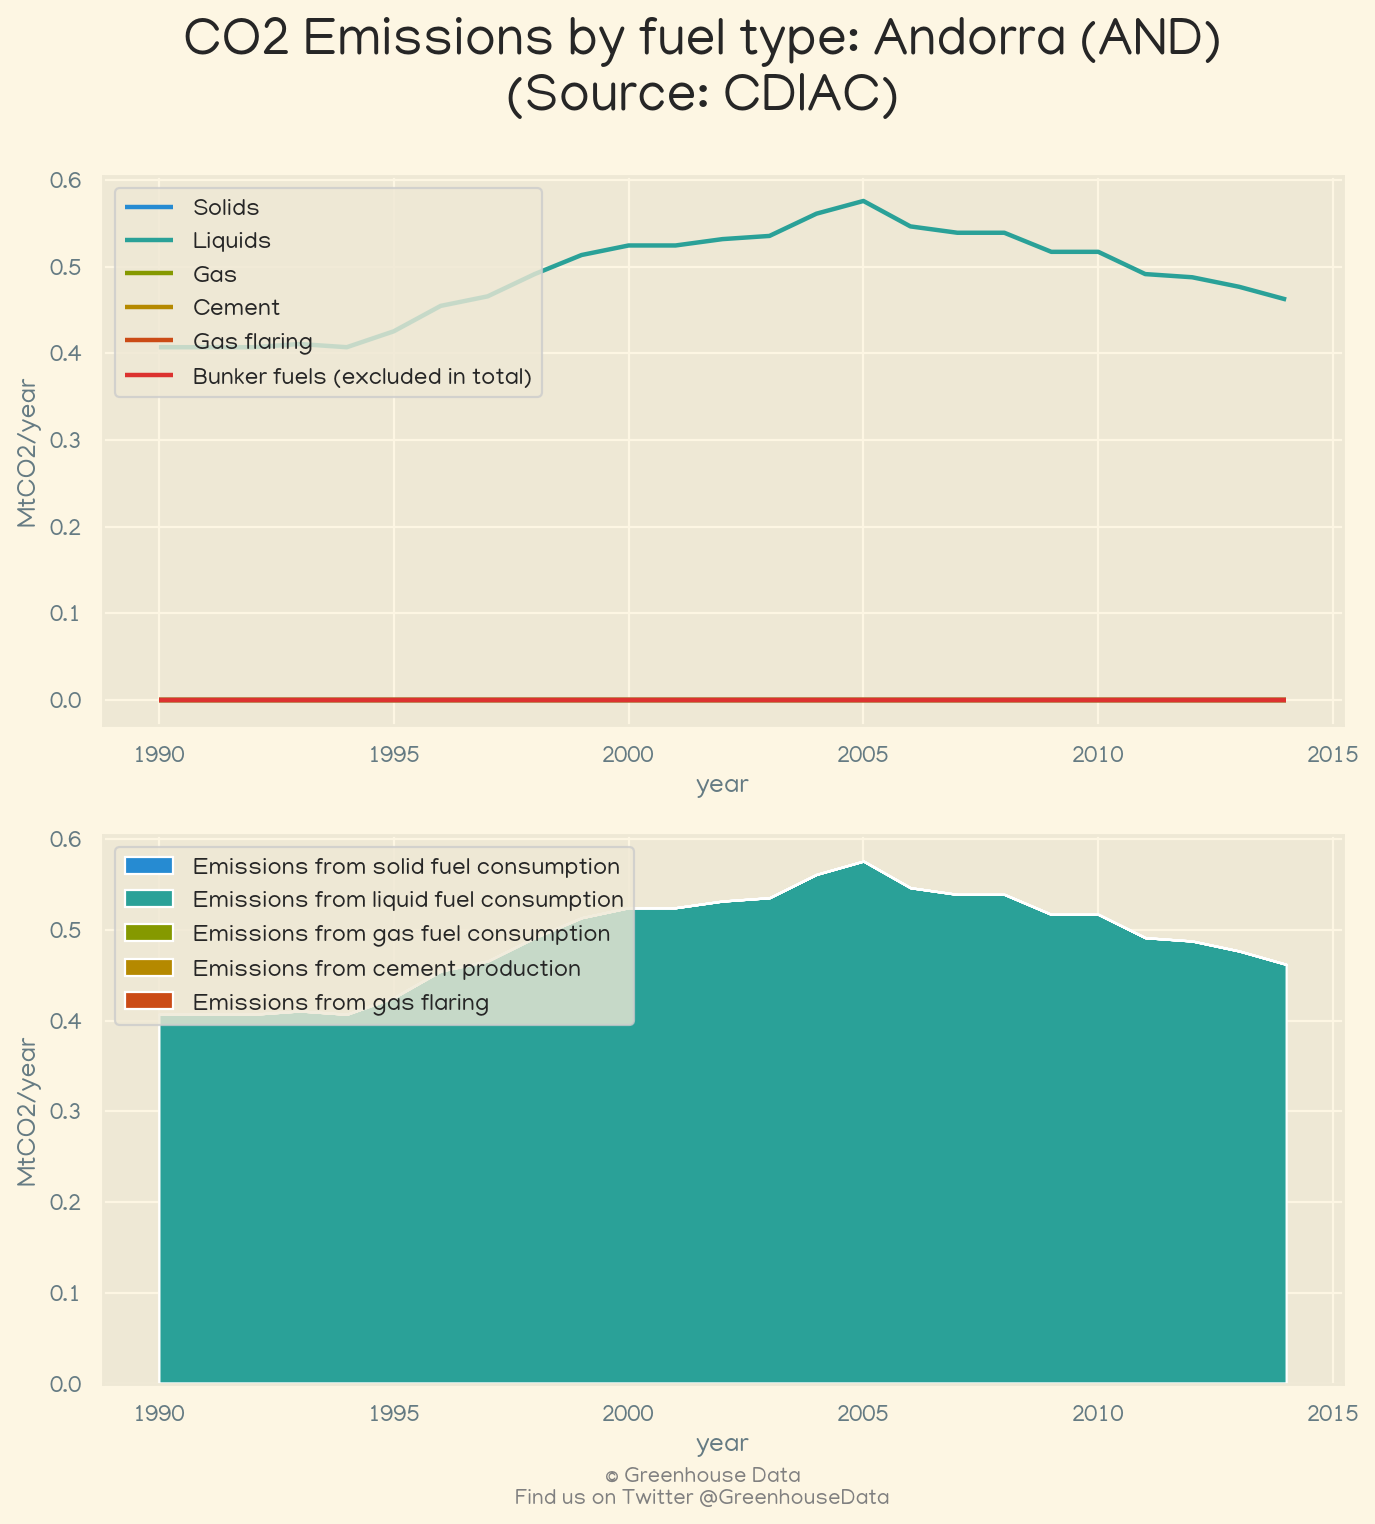 CO2 Emissions by fuel type: Andorra (AND)
(Source: CDIAC)
0.6
0.5
0.4
0.3
0.2
0.1
0.0
MtCO2/year
Solids
Liquids
Gas
Cement
Gas flaring
Bunker fuels (excluded in total)
1990 1995 2000 2005 2010 2015
year
0.6
0.5
0.4
0.3
0.2
0.1
0.0
MtCO2/year
Emissions from solid fuel consumption
Emissions from liquid fuel consumption
Emissions from gas fuel consumption
Emissions from cement production
Emissions from gas flaring
1990 1995 2000 2005 2010 2015
year
© Greenhouse Data
Find us on Twitter @GreenhouseData